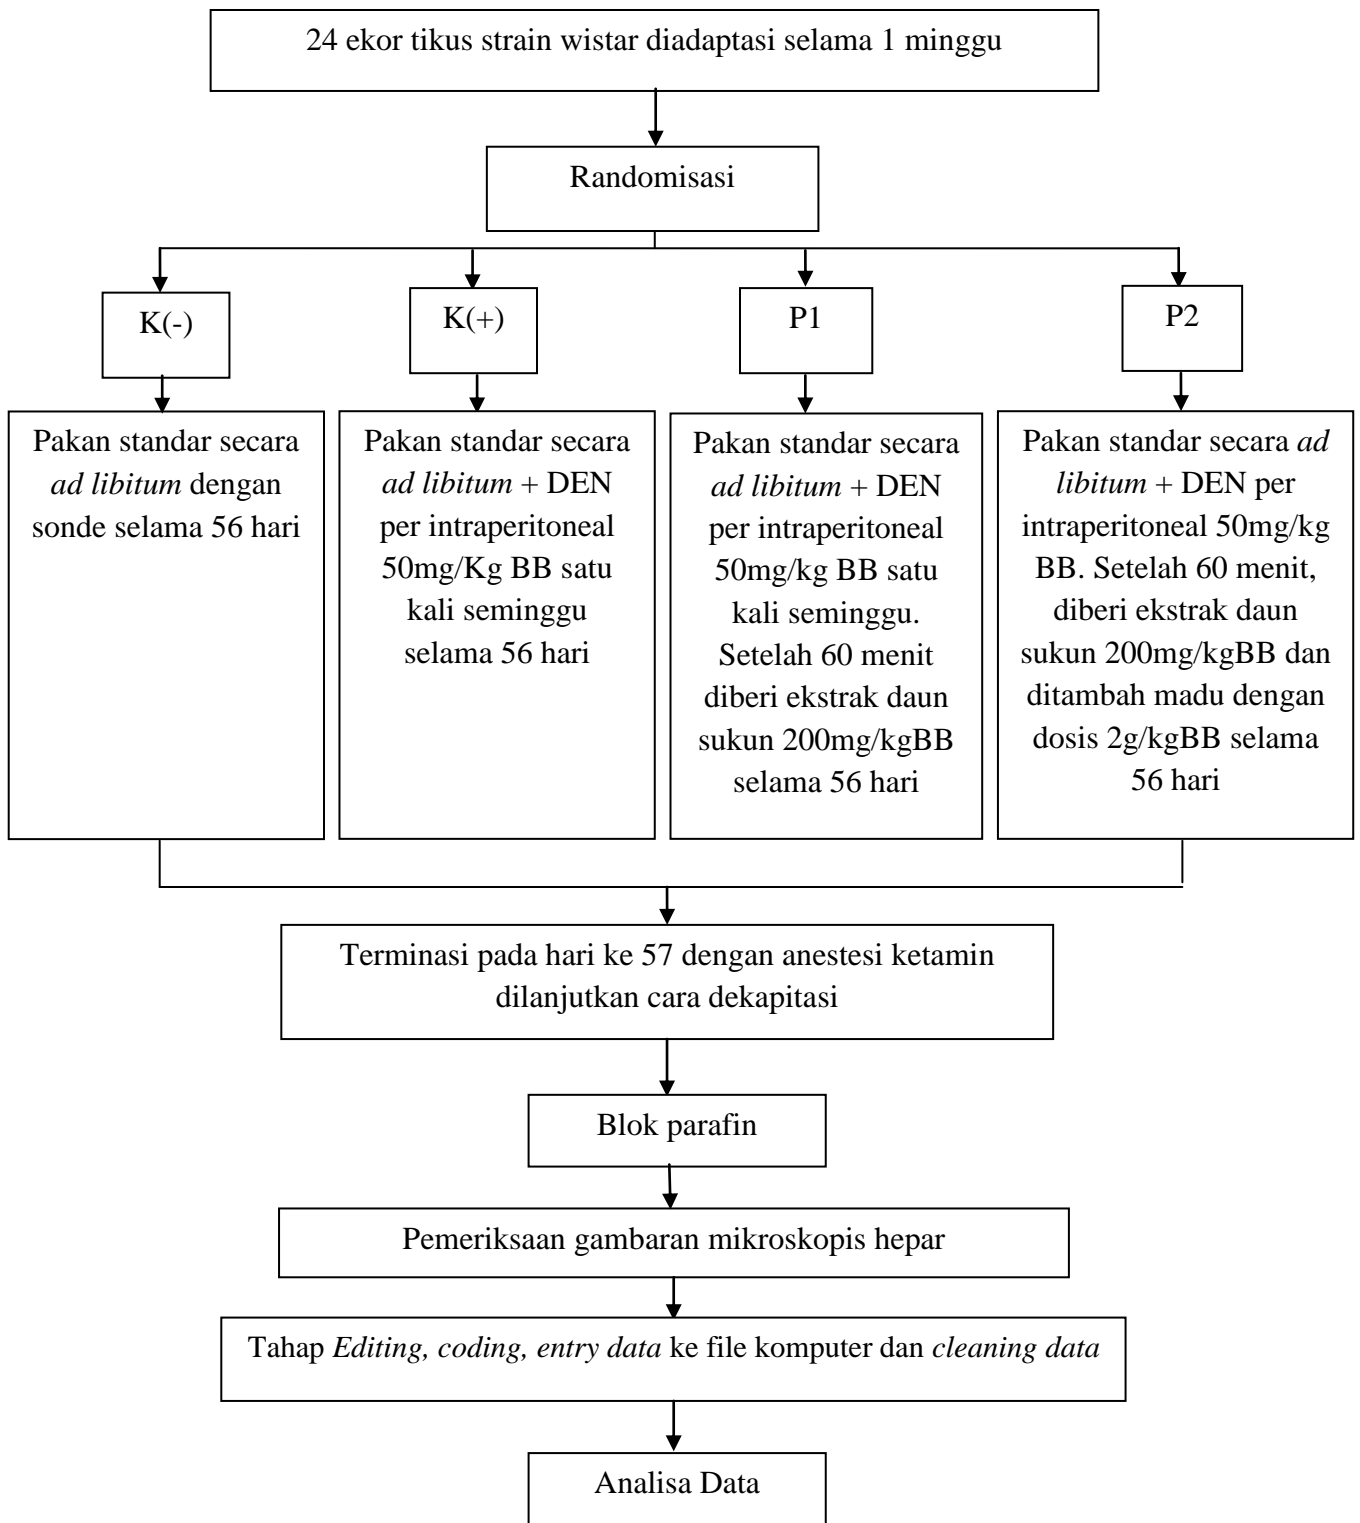 24 ekor tikus strain wistar diadaptasi selama 1 minggu
Randomisasi
K(-)
K(+)
P1
P2
Pakan standar secara
ad libitum dengan
sonde selama 56 hari
Pakan standar secara
ad libitum + DEN
per intraperitoneal
50mg/Kg BB satu
kali seminggu
selama 56 hari
Pakan standar secara
ad libitum + DEN
per intraperitoneal
50mg/kg BB satu
kali seminggu.
Setelah 60 menit
diberi ekstrak daun
sukun 200mg/kgBB
selama 56 hari
Pakan standar secara ad
libitum + DEN per
intraperitoneal 50mg/kg
BB. Setelah 60 menit,
diberi ekstrak daun
sukun 200mg/kgBB dan
ditambah madu dengan
dosis 2g/kgBB selama
56 hari
Terminasi pada hari ke 57 dengan anestesi ketamin
dilanjutkan cara dekapitasi
Blok parafin
Pemeriksaan gambaran mikroskopis hepar
Tahap Editing, coding, entry data ke file komputer dan cleaning data
Analisa Data